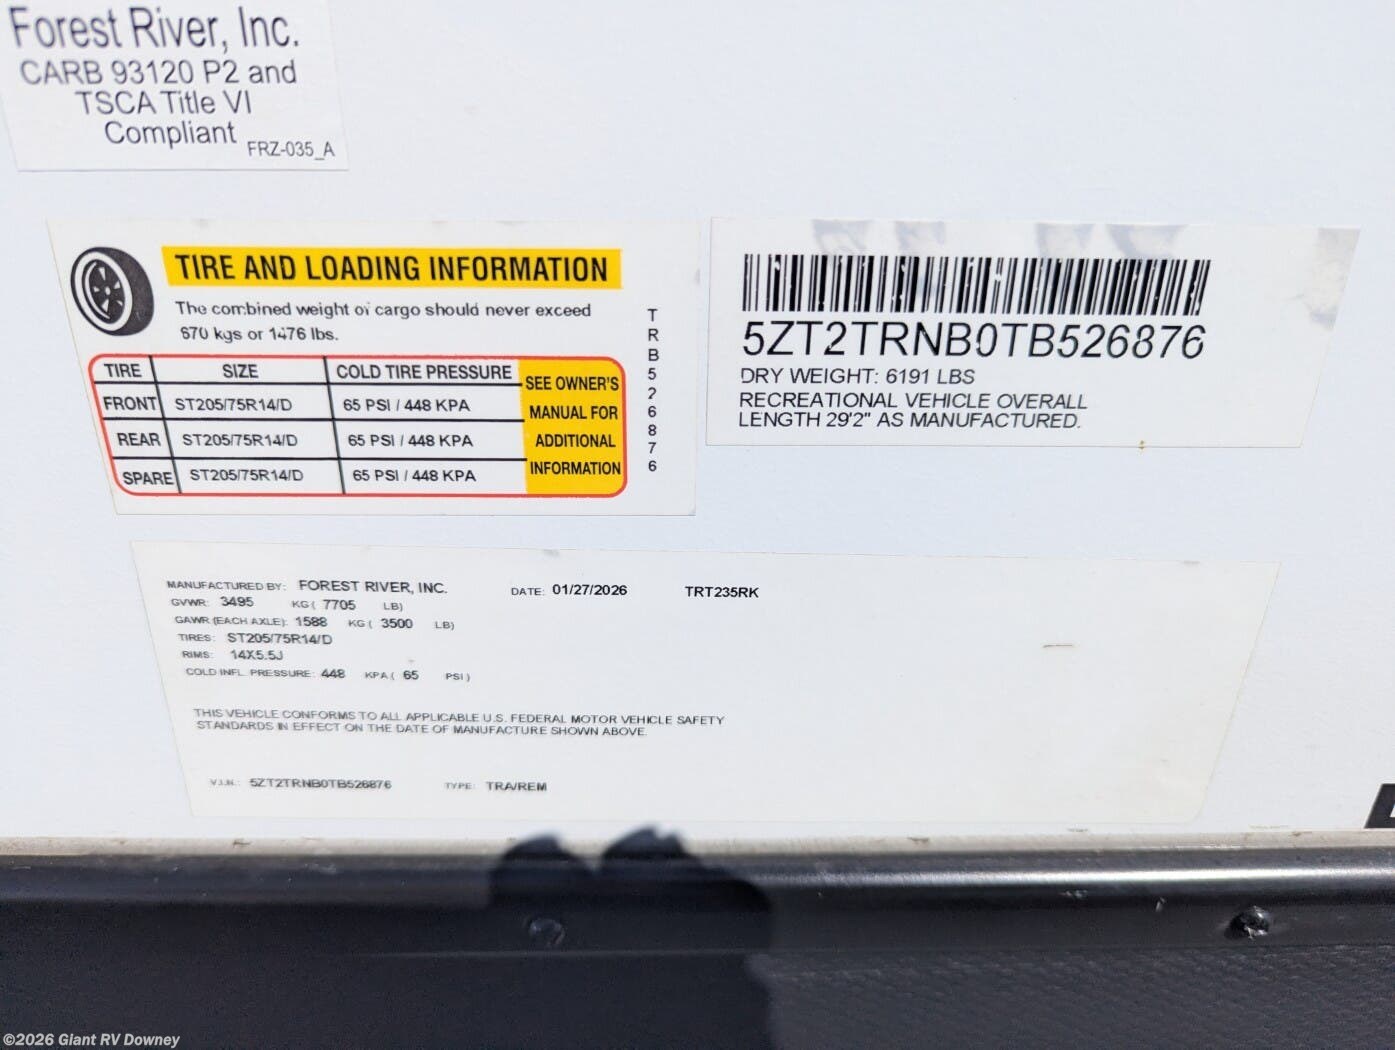 Forest River, Inc.
CARB 93120 P2 and
TSCA Title VI
Compliant
FRZ-035_A
TIRE AND LOADING INFORMATION
The combined weight of cargo should never exceed
670 kgs or 1476 lbs.
TIRE SIZE COLD TIRE PRESSURE
FRONT ST205/75R14/D 65 PSI / 448 KPA
REAR ST205/75R14/D 65 PSI / 448 KPA
SPARE ST205/75R14/D 65 PSI / 448 KPA
SEE OWNER'S
MANUAL FOR
ADDITIONAL
INFORMATION
TRB526876
5ZT2TRNB0TB526876
DRY WEIGHT: 6191 LBS
RECREATIONAL VEHICLE OVERALL
LENGTH 29'2" AS MANUFACTURED.
MANUFACTURED BY: FOREST RIVER, INC. DATE: 01/27/2026 TRT235RK
GVWR: 3495 KG ( 7705 LB)
GAWR (EACH AXLE): 1588 KG ( 3500 LB)
TIRES: ST205/75R14/D
RIMS: 14X5.5J
COLD INFL. PRESSURE: 448 KPA ( 65 PSI )
THIS VEHICLE CONFORMS TO ALL APPLICABLE U.S. FEDERAL MOTOR VEHICLE SAFETY
STANDARDS IN EFFECT ON THE DATE OF MANUFACTURE SHOWN ABOVE.
V.I.N.: 5ZT2TRNB0TB526876 TYPE: TRA/REM
©2026 Giant RV Downey